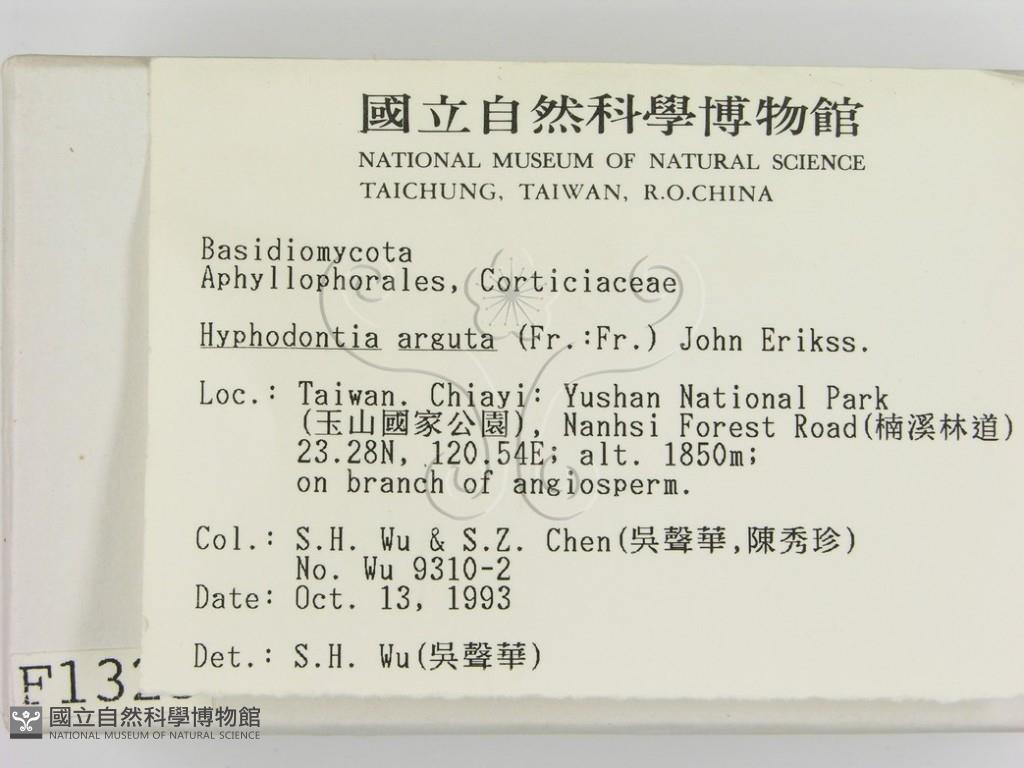 國立自然科學博物館
NATIONAL MUSEUM OF NATURAL SCIENCE
TAICHUNG, TAIWAN, R.O.CHINA
Basidiomycota
Aphyllophorales, Corticiaceae
Hyphodontia arguta (Fr.:Fr.) John Erikss.
Loc.: Taiwan. Chiayi: Yushan National Park
(玉山國家公園), Nanhsi Forest Road(楠溪林道)
23.28N, 120.54E; alt. 1850m;
on branch of angiosperm.
Col.: S.H. Wu & S.Z. Chen(吳聲華,陳秀珍)
No. Wu 9310-2
Date: Oct. 13, 1993
Det.: S.H. Wu(吳聲華)
國立自然科學博物館
NATIONAL MUSEUM OF NATURAL SCIENCE